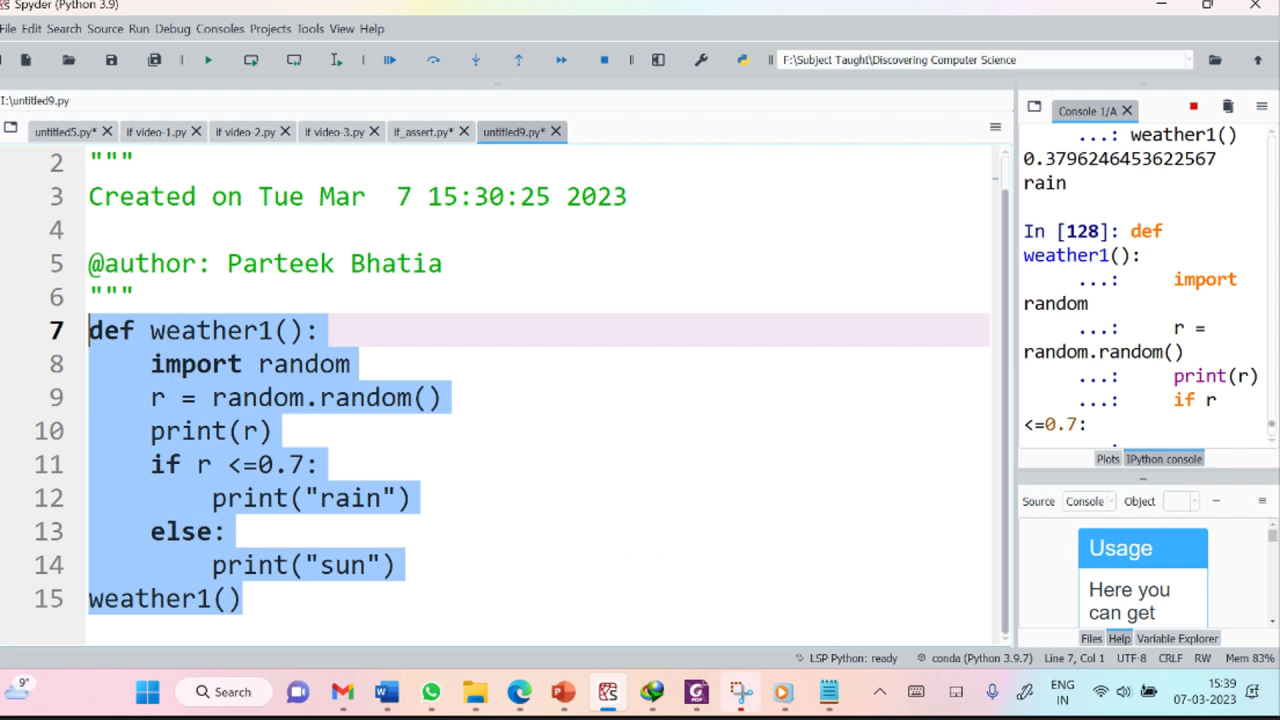 Spyder (Python 3.9)
File Edit Search Source Run Debug Consoles Projects Tools View Help
F:\Subject Taught\Discovering Computer Science
I:\untitled9.py
untitled5.py* if video-1.py if video-2.py if video-3.py if_assert.py* untitled9.py*
2 """
3 Created on Tue Mar  7 15:30:25 2023
4
5 @author: Parteek Bhatia
6 """
7 def weather1():
8     import random
9     r = random.random()
10     print(r)
11     if r <=0.7:
12         print("rain")
13     else:
14         print("sun")
15 weather1()
Console 1/A
...: weather1()
0.3796246453622567
rain
In [128]: def
weather1():
...:     import
random
...:     r =
random.random()
...:     print(r)
...:     if r
<=0.7:
Plots IPython console
Source Console Object
Usage
Here you
can get
Files Help Variable Explorer
LSP Python: ready conda (Python 3.9.7) Line 7, Col 1 UTF-8 CRLF RW Mem 83%
9°
Search
ENG
IN
15:39
07-03-2023